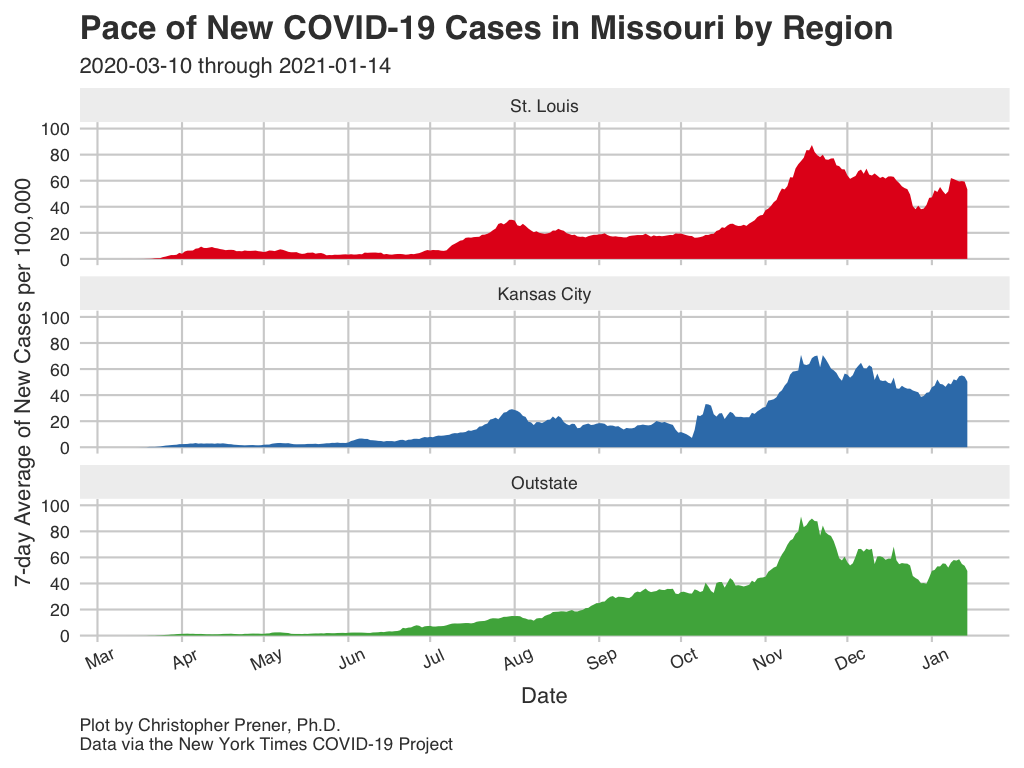 Pace of New COVID-19 Cases in Missouri by Region
2020-03-10 through 2021-01-14
7-day Average of New Cases per 100,000
St. Louis
100
80
60
40
20
0
Kansas City
100
80
60
40
20
0
Outstate
100
80
60
40
20
0
Mar Apr May Jun Jul Aug Sep Oct Nov Dec Jan
Date
Plot by Christopher Prener, Ph.D.
Data via the New York Times COVID-19 Project